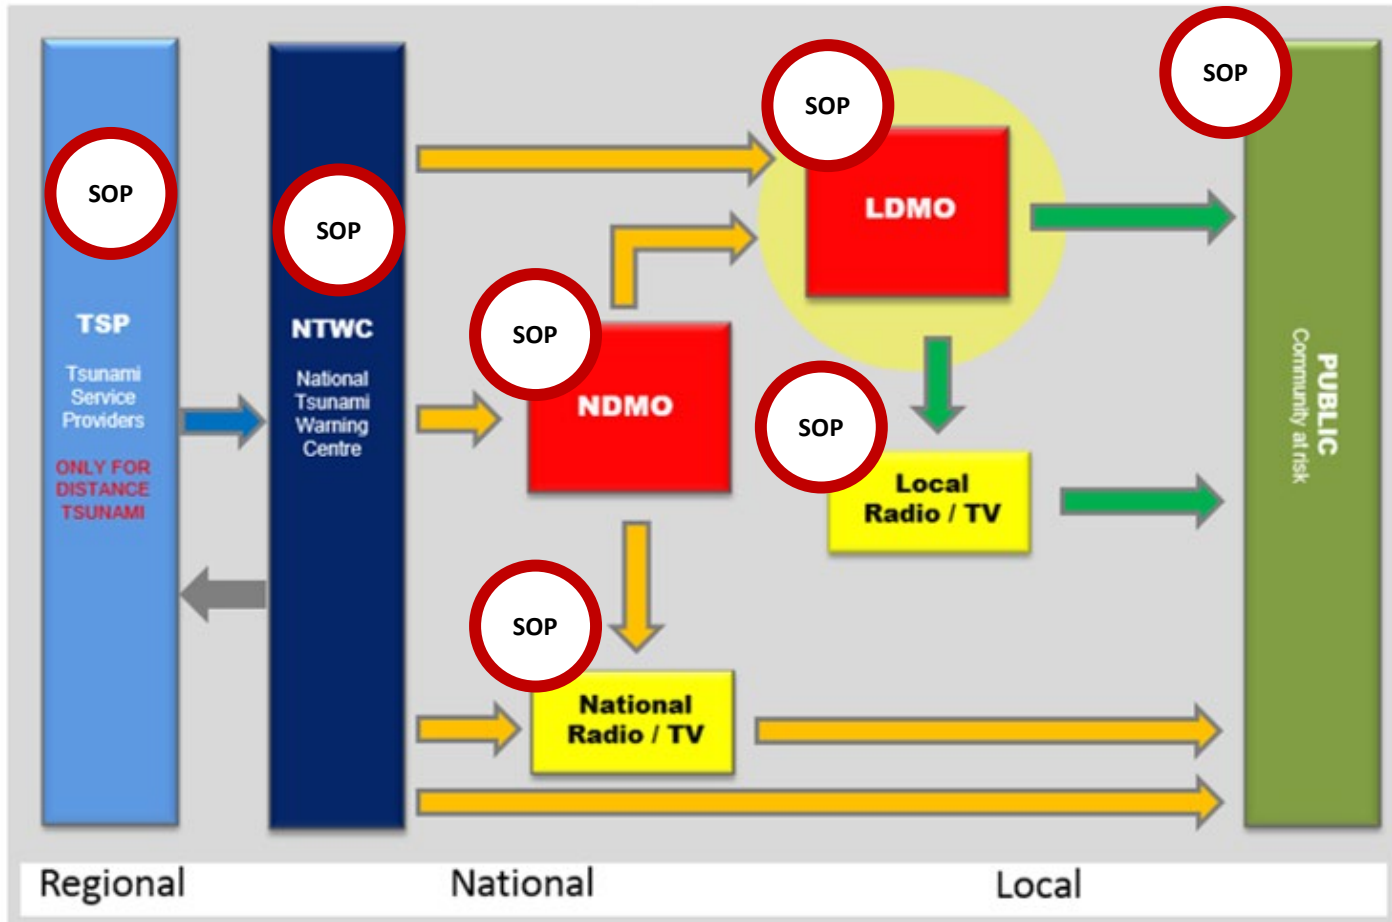 SOP
TSP
Tsunami
Service
Providers
ONLY FOR
DISTANCE
TSUNAMI
SOP
NTWC
National
Tsunami
Warning
Centre
SOP
NDMO
SOP
National
Radio / TV
SOP
LDMO
SOP
Local
Radio / TV
SOP
PUBLIC
Community at risk
Regional
National
Local